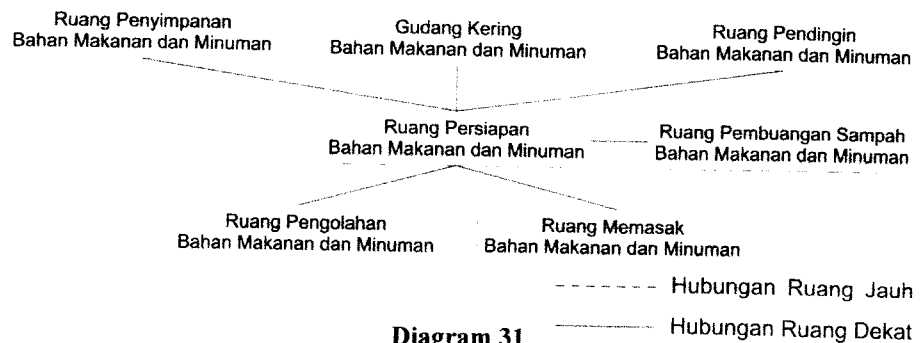 Ruang Penyimpanan
Bahan Makanan dan Minuman
Gudang Kering
Bahan Makanan dan Minuman
Ruang Pendingin
Bahan Makanan dan Minuman
Ruang Persiapan
Bahan Makanan dan Minuman
Ruang Pembuangan Sampah
Bahan Makanan dan Minuman
Ruang Pengolahan
Bahan Makanan dan Minuman
Ruang Memasak
Bahan Makanan dan Minuman
Hubungan Ruang Jauh
Hubungan Ruang Dekat
Diagram 31